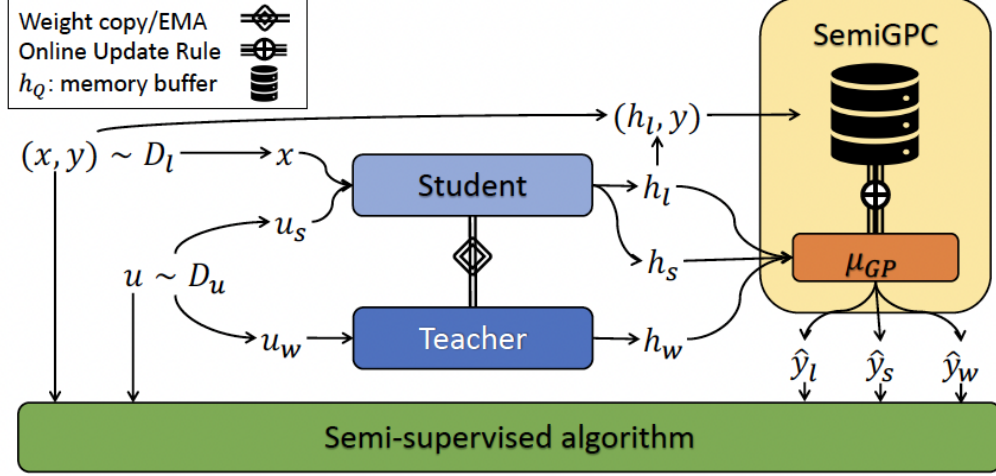 Weight copy/EMA
Online Update Rule
h_Q: memory buffer
SemiGPC
(h_l, y)
(x, y) ~ D_l
x
Student
h_l
u_s
u ~ D_u
h_s
μ_GP
u_w
Teacher
h_w
ŷ_l
ŷ_s
ŷ_w
Semi-supervised algorithm